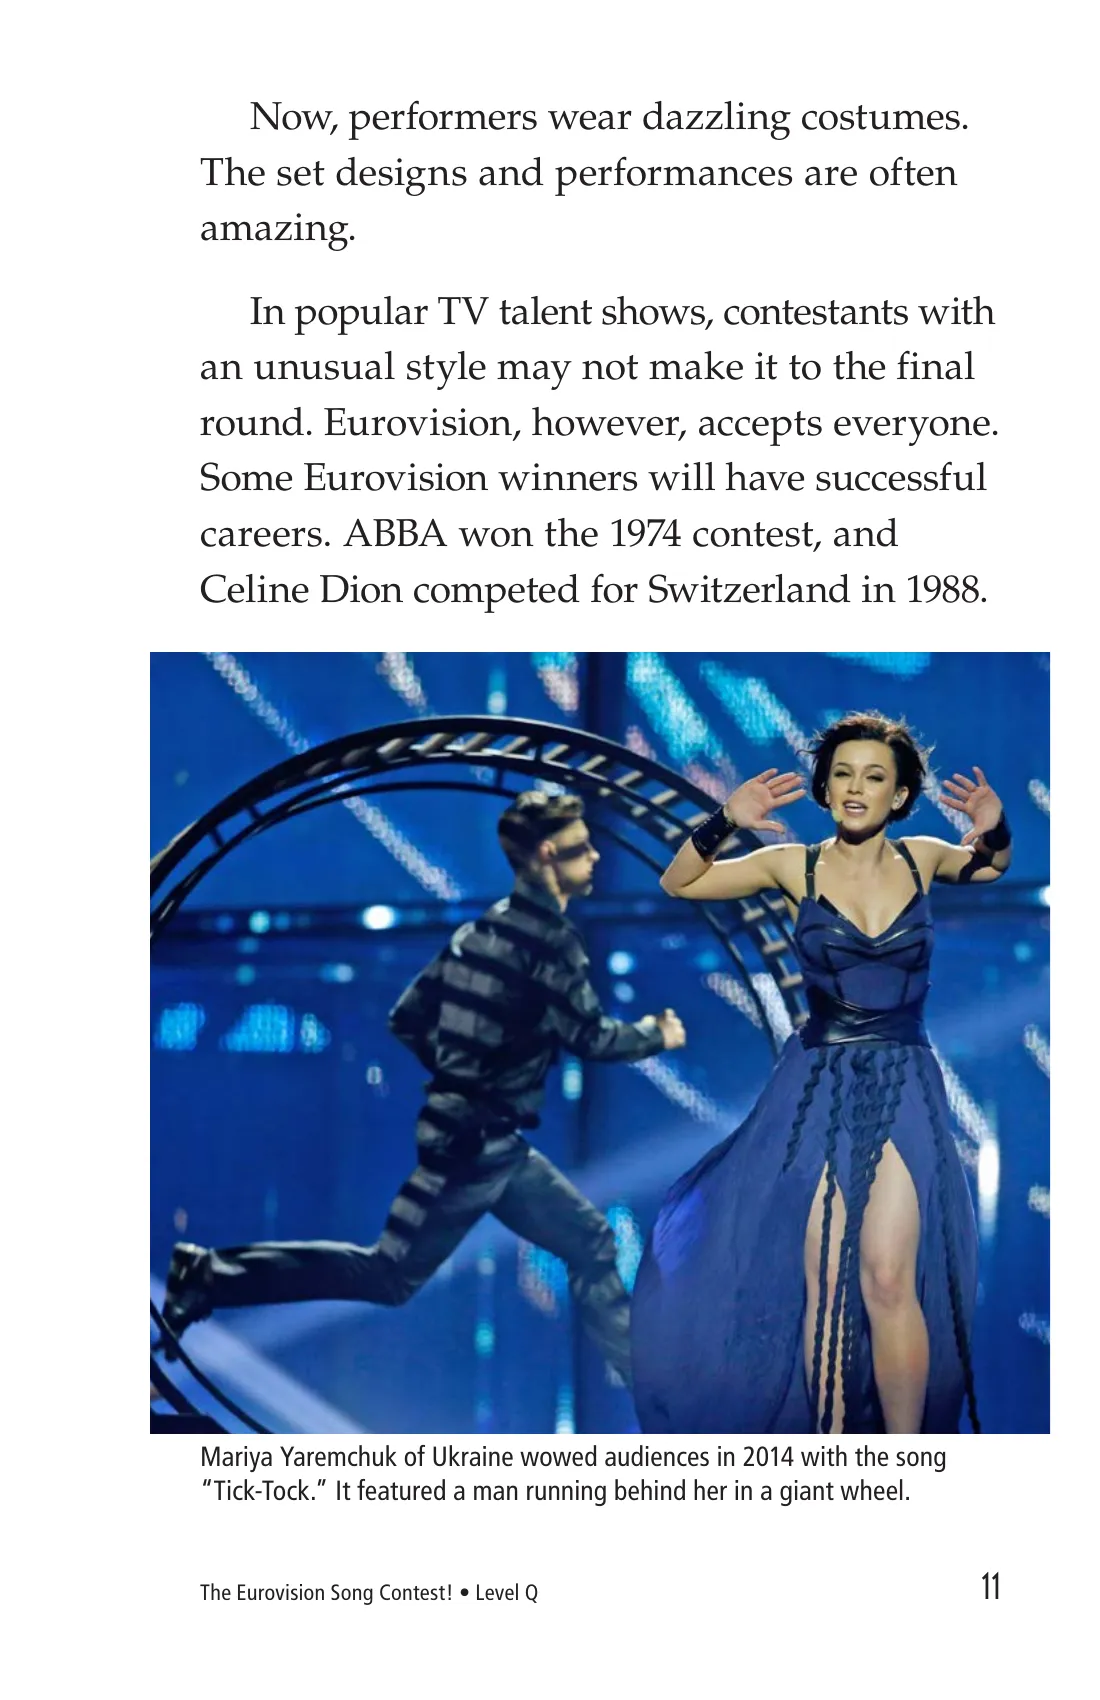 Now, performers wear dazzling costumes.
The set designs and performances are often
amazing.
In popular TV talent shows, contestants with
an unusual style may not make it to the final
round. Eurovision, however, accepts everyone.
Some Eurovision winners will have successful
careers. ABBA won the 1974 contest, and
Celine Dion competed for Switzerland in 1988.
Mariya Yaremchuk of Ukraine wowed audiences in 2014 with the song
“Tick-Tock.” It featured a man running behind her in a giant wheel.
The Eurovision Song Contest! • Level Q
11